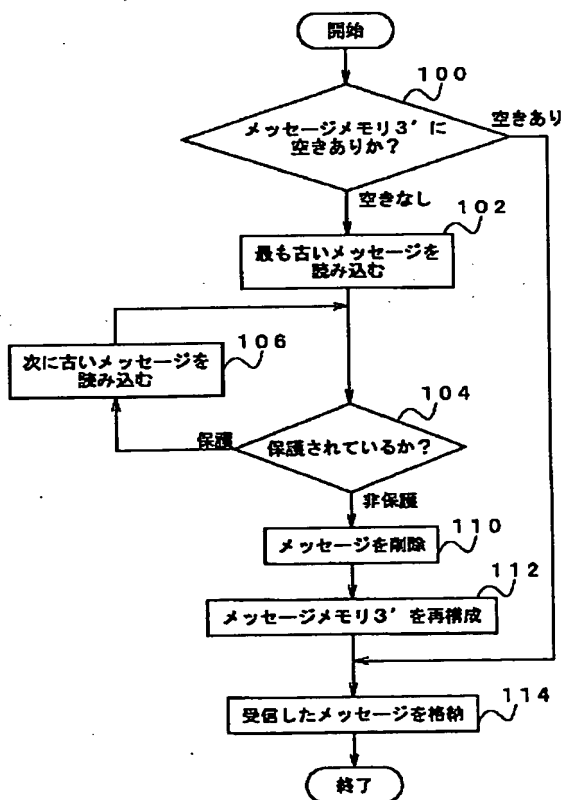 開始
100
メッセージメモリ3’に
空きありか?
空きあり
空きなし
102
最も古いメッセージを
読み込む
106
次に古いメッセージを
読み込む
104
保護
保護されているか?
非保護
110
メッセージを削除
112
メッセージメモリ3’を再構成
114
受信したメッセージを格納
終了